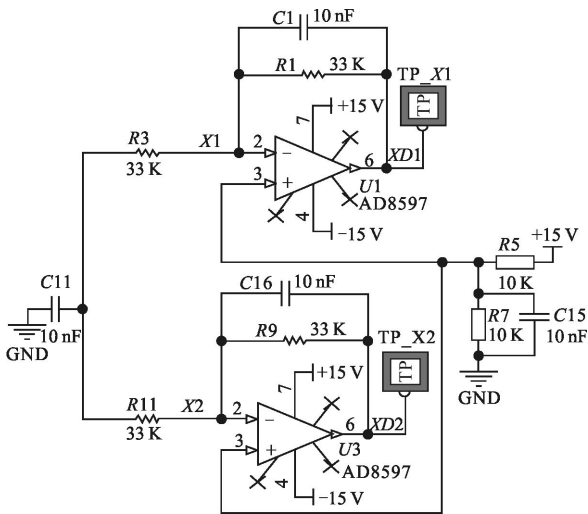 C1
10 nF
R1
33 K
TP_X1
TP
+15 V
7
R3
33 K
X1
2
−
6
XD1
3
+
U1
AD8597
4
−15 V
R5
+15 V
10 K
C11
10 nF
GND
C16
10 nF
R9
33 K
TP_X2
TP
R7
10 K
C15
10 nF
GND
+15 V
7
R11
33 K
X2
2
−
6
XD2
3
+
U3
AD8597
4
−15 V